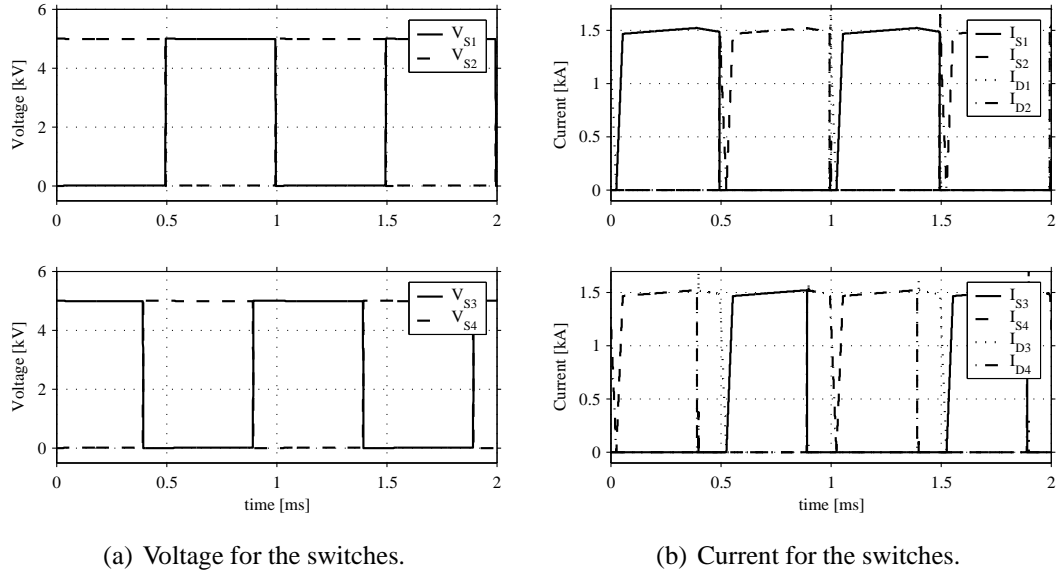 6
4
2
0
Voltage [kV]
V_S1
V_S2
0
0.5
1
1.5
2
1.5
1
0.5
0
Current [kA]
I_S1
I_S2
I_D1
I_D2
0
0.5
1
1.5
2
time [ms]
6
4
2
0
Voltage [kV]
V_S3
V_S4
0
0.5
1
1.5
2
time [ms]
1.5
1
0.5
0
Current [kA]
I_S3
I_S4
I_D3
I_D4
0
0.5
1
1.5
2
time [ms]
(a) Voltage for the switches.
(b) Current for the switches.